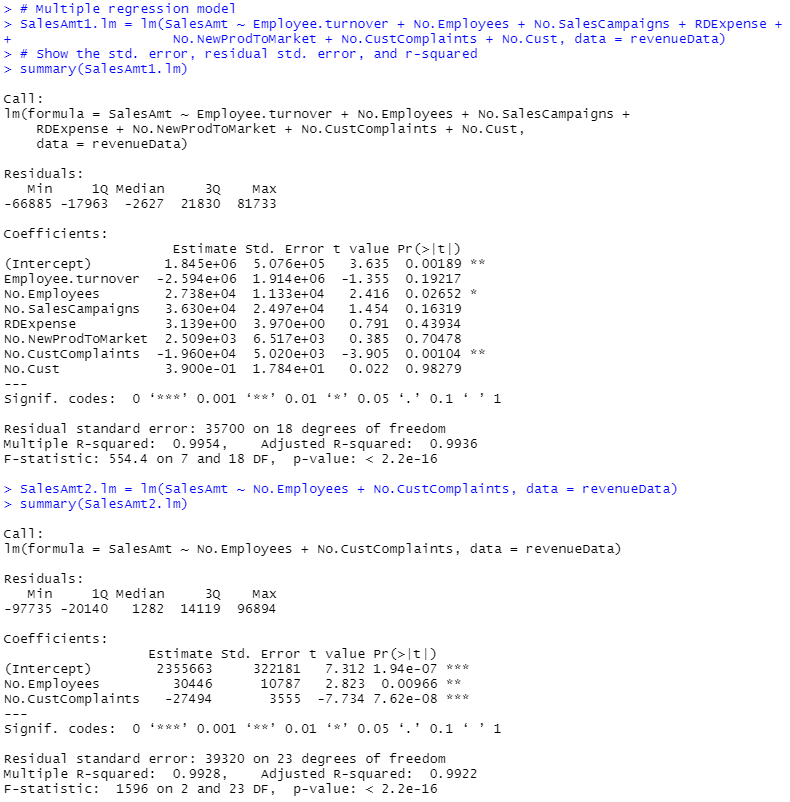 > # Multiple regression model
> SalesAmt1.lm = lm(SalesAmt ~ Employee.turnover + No.Employees + No.SalesCampaigns + RDExpense +
+                     No.NewProdToMarket + No.CustComplaints + No.Cust, data = revenueData)
> # Show the std. error, residual std. error, and r-squared
> summary(SalesAmt1.lm)

Call:
lm(formula = SalesAmt ~ Employee.turnover + No.Employees + No.SalesCampaigns +
    RDExpense + No.NewProdToMarket + No.CustComplaints + No.Cust,
    data = revenueData)

Residuals:
   Min     1Q Median     3Q    Max
-66885 -17963  -2627  21830  81733

Coefficients:
                     Estimate Std. Error t value Pr(>|t|)
(Intercept)         1.845e+06  5.076e+05   3.635  0.00189 **
Employee.turnover  -2.594e+06  1.914e+06  -1.355  0.19217
No.Employees        2.738e+04  1.133e+04   2.416  0.02652 *
No.SalesCampaigns   3.630e+04  2.497e+04   1.454  0.16319
RDExpense           3.139e+00  3.970e+00   0.791  0.43934
No.NewProdToMarket  2.509e+03  6.517e+03   0.385  0.70478
No.CustComplaints  -1.960e+04  5.020e+03  -3.905  0.00104 **
No.Cust             3.900e-01  1.784e+01   0.022  0.98279
---
Signif. codes:  0 ‘***’ 0.001 ‘**’ 0.01 ‘*’ 0.05 ‘.’ 0.1 ‘ ’ 1

Residual standard error: 35700 on 18 degrees of freedom
Multiple R-squared:  0.9954,    Adjusted R-squared:  0.9936
F-statistic: 554.4 on 7 and 18 DF,  p-value: < 2.2e-16

> SalesAmt2.lm = lm(SalesAmt ~ No.Employees + No.CustComplaints, data = revenueData)
> summary(SalesAmt2.lm)

Call:
lm(formula = SalesAmt ~ No.Employees + No.CustComplaints, data = revenueData)

Residuals:
   Min     1Q Median     3Q    Max
-97735 -20140   1282  14119  96894

Coefficients:
                  Estimate Std. Error t value Pr(>|t|)
(Intercept)        2355663     322181   7.312 1.94e-07 ***
No.Employees         30446      10787   2.823  0.00966 **
No.CustComplaints   -27494       3555  -7.734 7.62e-08 ***
---
Signif. codes:  0 ‘***’ 0.001 ‘**’ 0.01 ‘*’ 0.05 ‘.’ 0.1 ‘ ’ 1

Residual standard error: 39320 on 23 degrees of freedom
Multiple R-squared:  0.9928,    Adjusted R-squared:  0.9922
F-statistic:  1596 on 2 and 23 DF,  p-value: < 2.2e-16